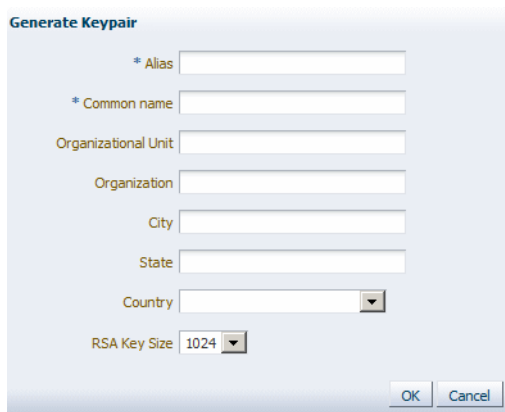 Generate Keypair
* Alias
* Common name
Organizational Unit
Organization
City
State
Country
RSA Key Size 1024
OK Cancel